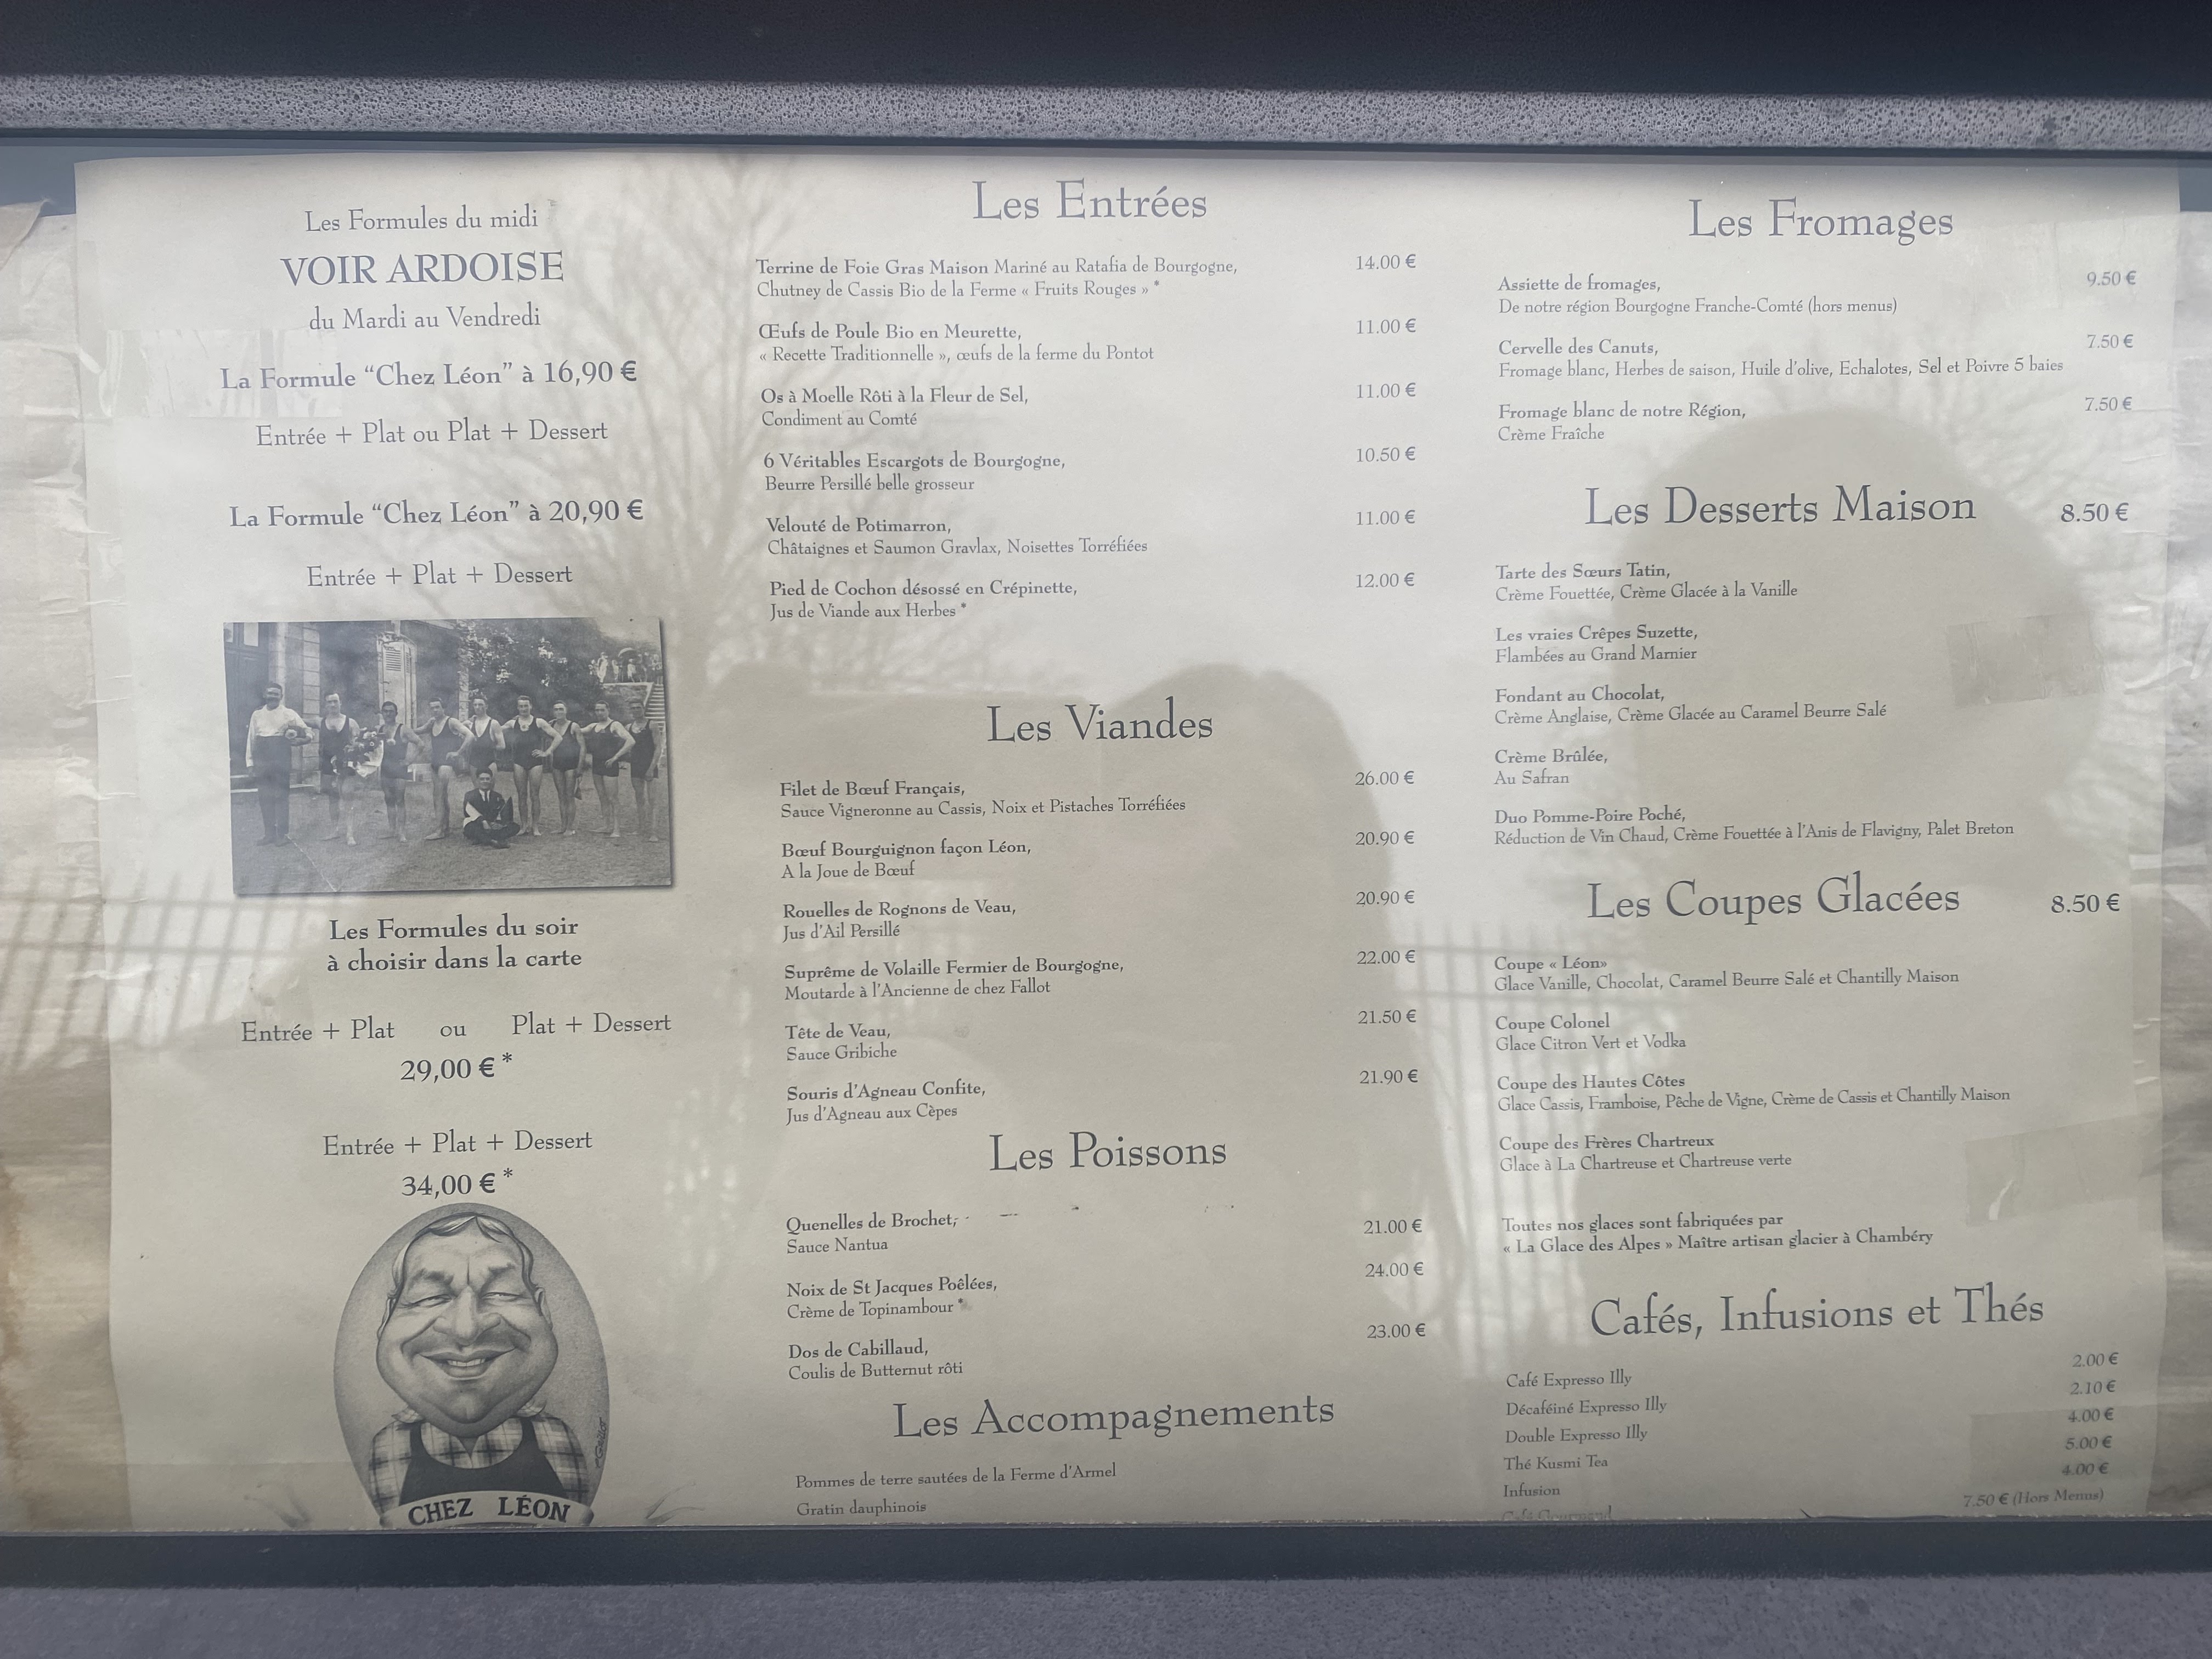 Les Formules du midi
VOIR ARDOISE
du Mardi au Vendredi
La Formule “Chez Léon” à 16,90 €
Entrée + Plat ou Plat + Dessert
La Formule “Chez Léon” à 20,90 €
Entrée + Plat + Dessert
Les Formules du soir
à choisir dans la carte
Entrée + Plat ou Plat + Dessert
29,00 € *
Entrée + Plat + Dessert
34,00 € *
CHEZ LÉON
Les Entrées
Terrine de Foie Gras Maison Mariné au Ratafia de Bourgogne, 14.00 €
Chutney de Cassis Bio de la Ferme « Fruits Rouges » *
Œufs de Poule Bio en Meurette, 11.00 €
« Recette Traditionnelle », œufs de la ferme du Pontot
Os à Moelle Rôti à la Fleur de Sel, 11.00 €
Condiment au Comté
6 Véritables Escargots de Bourgogne, 10.50 €
Beurre Persillé belle grosseur
Velouté de Potimarron, 11.00 €
Châtaignes et Saumon Gravlax, Noisettes Torréfiées
Pied de Cochon désossé en Crépinette, 12.00 €
Jus de Viande aux Herbes *
Les Viandes
Filet de Bœuf Français, 26.00 €
Sauce Vigneronne au Cassis, Noix et Pistaches Torréfiées
Bœuf Bourguignon façon Léon, 20.90 €
A la Joue de Bœuf
Rouelles de Rognons de Veau, 20.90 €
Jus d'Ail Persillé
Suprême de Volaille Fermier de Bourgogne, 22.00 €
Moutarde à l'Ancienne de chez Fallot
Tête de Veau, 21.50 €
Sauce Gribiche
Souris d'Agneau Confite, 21.90 €
Jus d'Agneau aux Cèpes
Les Poissons
Quenelles de Brochet, 21.00 €
Sauce Nantua
Noix de St Jacques Poêlées, 24.00 €
Crème de Topinambour *
Dos de Cabillaud, 23.00 €
Coulis de Butternut rôti
Les Accompagnements
Pommes de terre sautées de la Ferme d'Armel
Gratin dauphinois
Les Fromages
Assiette de fromages, 9.50 €
De notre région Bourgogne Franche-Comté (hors menus)
Cervelle des Canuts, 7.50 €
Fromage blanc, Herbes de saison, Huile d'olive, Echalotes, Sel et Poivre 5 baies
Fromage blanc de notre Région, 7.50 €
Crème Fraîche
Les Desserts Maison 8.50 €
Tarte des Sœurs Tatin,
Crème Fouettée, Crème Glacée à la Vanille
Les vraies Crêpes Suzette,
Flambées au Grand Marnier
Fondant au Chocolat,
Crème Anglaise, Crème Glacée au Caramel Beurre Salé
Crème Brûlée,
Au Safran
Duo Pomme-Poire Poché,
Réduction de Vin Chaud, Crème Fouettée à l'Anis de Flavigny, Palet Breton
Les Coupes Glacées 8.50 €
Coupe « Léon»
Glace Vanille, Chocolat, Caramel Beurre Salé et Chantilly Maison
Coupe Colonel
Glace Citron Vert et Vodka
Coupe des Hautes Côtes
Glace Cassis, Framboise, Pêche de Vigne, Crème de Cassis et Chantilly Maison
Coupe des Frères Chartreux
Glace à La Chartreuse et Chartreuse verte
Toutes nos glaces sont fabriquées par
« La Glace des Alpes » Maître artisan glacier à Chambéry
Cafés, Infusions et Thés
Café Expresso Illy 2.00 €
Décaféiné Expresso Illy 2.10 €
Double Expresso Illy 4.00 €
Thé Kusmi Tea 5.00 €
Infusion 4.00 €
Café Gourmand 7.50 € (Hors Menus)